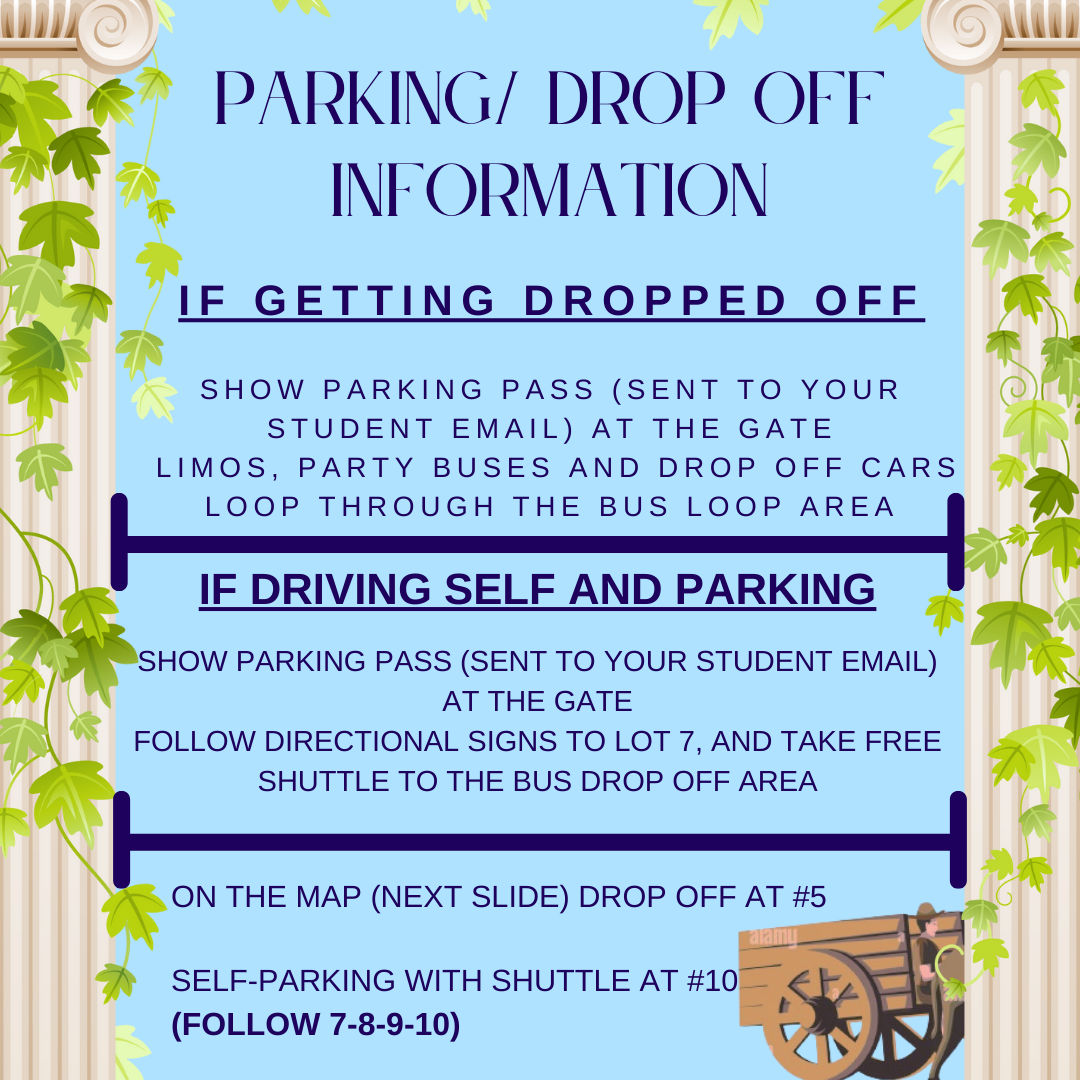 PARKING/ DROP OFF
INFORMATION
IF GETTING DROPPED OFF
SHOW PARKING PASS (SENT TO YOUR
STUDENT EMAIL) AT THE GATE
LIMOS, PARTY BUSES AND DROP OFF CARS
LOOP THROUGH THE BUS LOOP AREA
IF DRIVING SELF AND PARKING
SHOW PARKING PASS (SENT TO YOUR STUDENT EMAIL)
AT THE GATE
FOLLOW DIRECTIONAL SIGNS TO LOT 7, AND TAKE FREE
SHUTTLE TO THE BUS DROP OFF AREA
ON THE MAP (NEXT SLIDE) DROP OFF AT #5
alamy
a
a
a
SELF-PARKING WITH SHUTTLE AT #10
(FOLLOW 7-8-9-10)